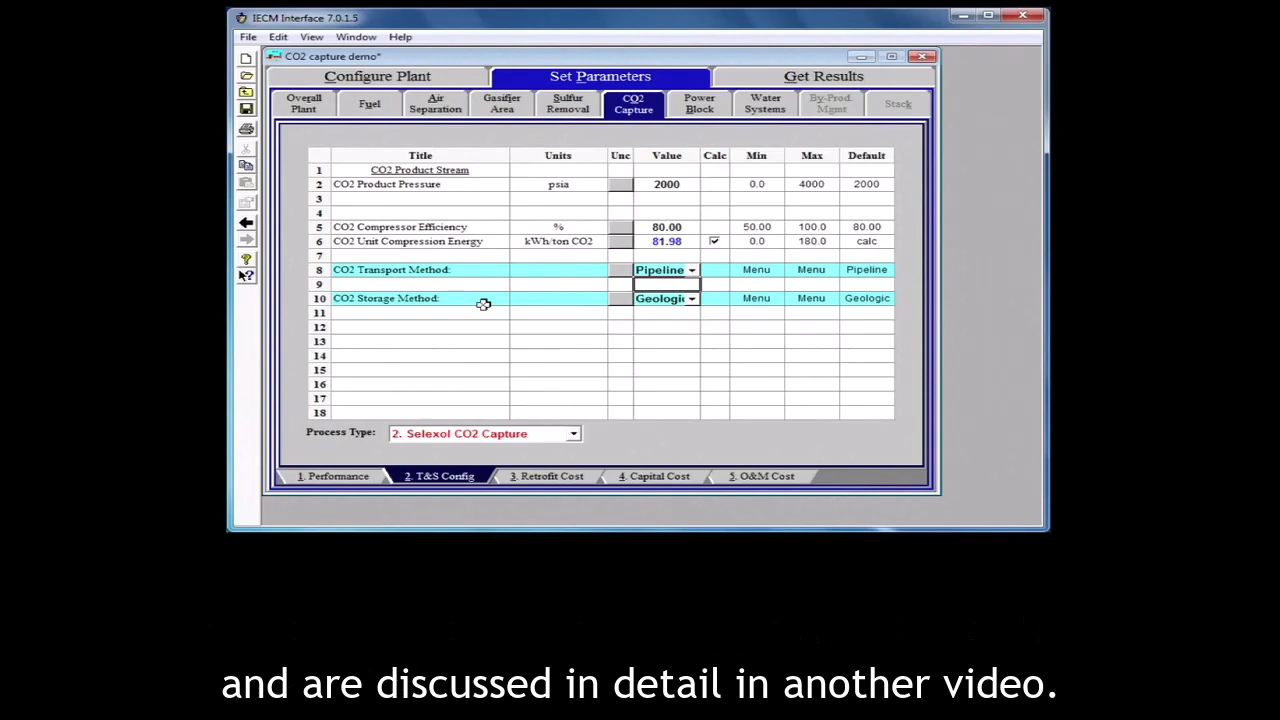 IECM Interface 7.0.1.5
File Edit View Window Help
CO2 capture demo*
Configure Plant Set Parameters Get Results
Overall Plant Fuel Air Separation Gasifier Area Sulfur Removal CO2 Capture Power Block Water Systems By-Prod. Mgmt Stack
Title Units Unc Value Calc Min Max Default
1 CO2 Product Stream
2 CO2 Product Pressure psia 2000 0.0 4000 2000
3
4
5 CO2 Compressor Efficiency % 80.00 50.00 100.0 80.00
6 CO2 Unit Compression Energy kWh/ton CO2 81.98 0.0 180.0 calc
7
8 CO2 Transport Method: Pipeline Menu Menu Pipeline
9
10 CO2 Storage Method: Geologic Menu Menu Geologic
11
12
13
14
15
16
17
18
Process Type: 2. Selexol CO2 Capture
1. Performance 2. T&S Config 3. Retrofit Cost 4. Capital Cost 5. O&M Cost
and are discussed in detail in another video.